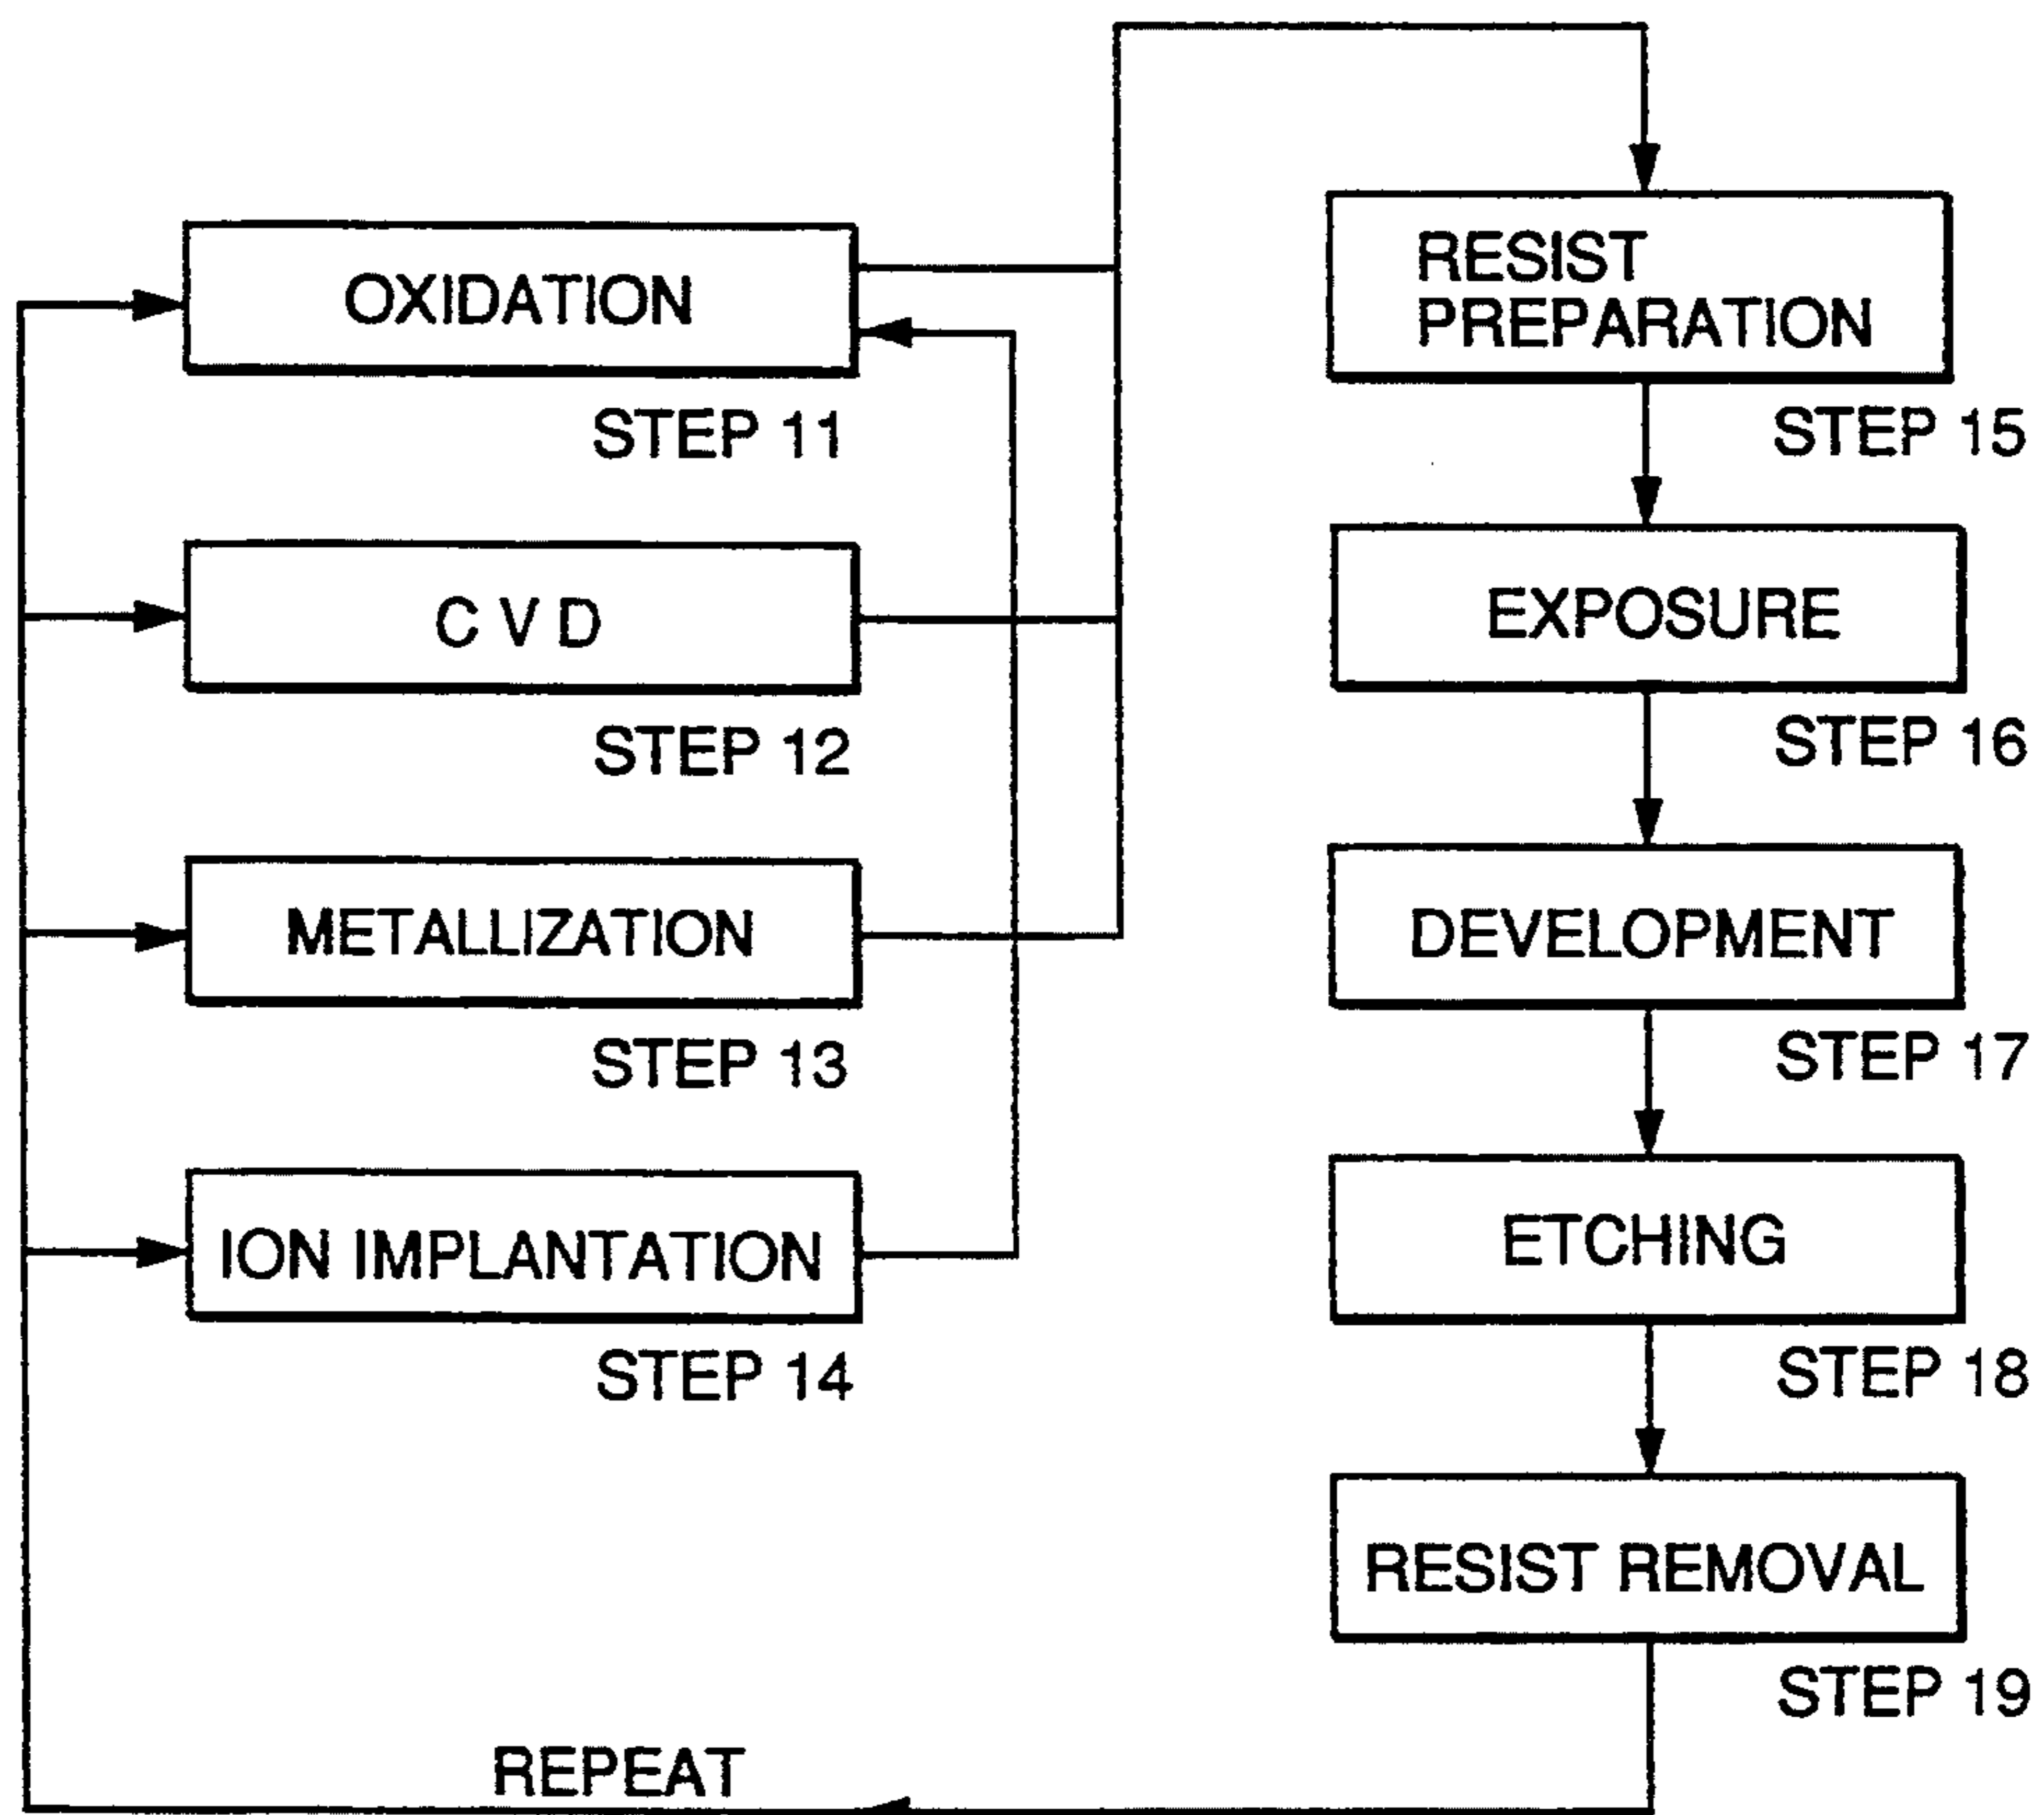 OXIDATION
STEP 11
C V D
STEP 12
METALLIZATION
STEP 13
ION IMPLANTATION
STEP 14
RESIST
PREPARATION
STEP 15
EXPOSURE
STEP 16
DEVELOPMENT
STEP 17
ETCHING
STEP 18
RESIST REMOVAL
STEP 19
REPEAT